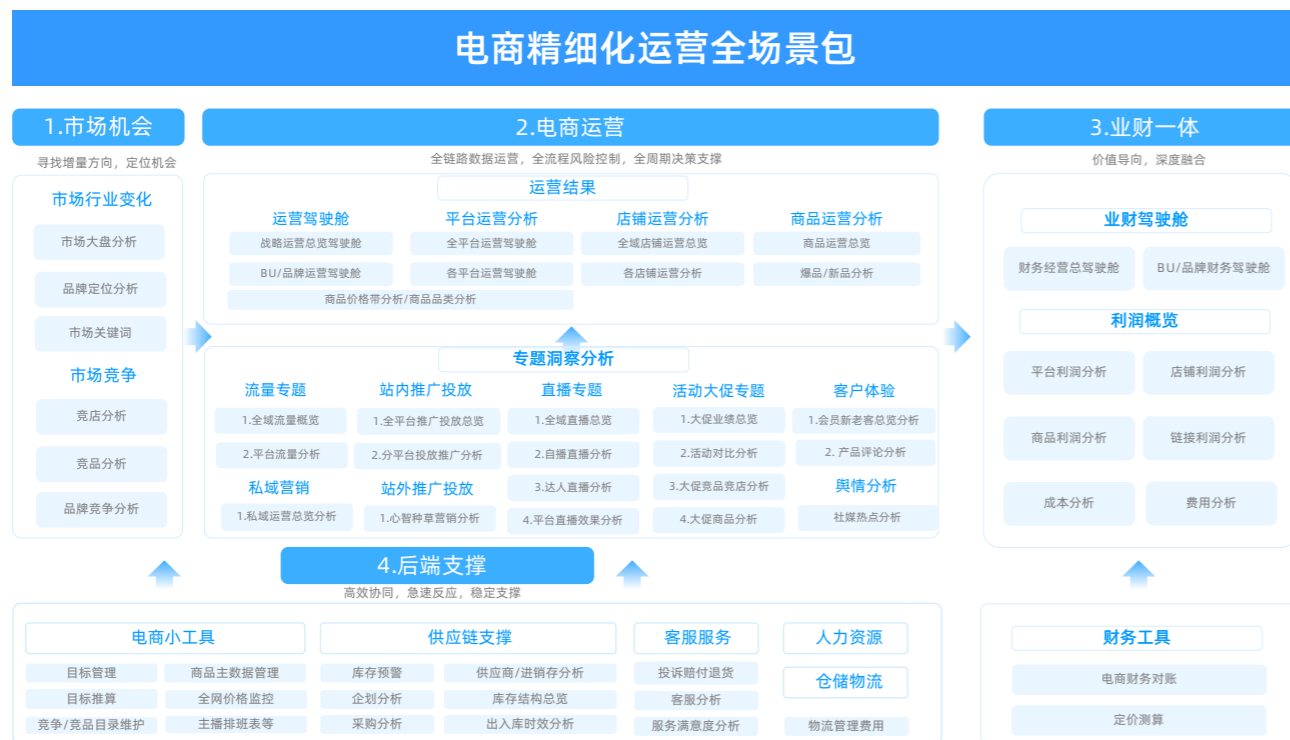 电商精细化运营全场景包
1.市场机会
寻找增量方向，定位机会
市场行业变化
市场大盘分析
品牌定位分析
市场关键词
市场竞争
竞店分析
竞品分析
品牌竞争分析
2.电商运营
全链路数据运营，全流程风险控制，全周期决策支撑
运营结果
运营驾驶舱 平台运营分析 店铺运营分析 商品运营分析
战略运营总览驾驶舱 全平台运营驾驶舱 全域店铺运营总览 商品运营总览
BU/品牌运营驾驶舱 各平台运营驾驶舱 各店铺运营分析 爆品/新品分析
商品价格带分析/商品品类分析
专题洞察分析
流量专题 站内推广投放 直播专题 活动大促专题 客户体验
1.全域流量概览 1.全平台推广投放总览 1.全域直播总览 1.大促业绩总览 1.会员新老客总览分析
2.平台流量分析 2.分平台投放推广分析 2.自播直播分析 2.活动对比分析 2. 产品评论分析
私域营销 站外推广投放 3.达人直播分析 3.大促竞品竞店分析 舆情分析
1.私域运营总览分析 1.心智种草营销分析 4.平台直播效果分析 4.大促商品分析 社媒热点分析
3.业财一体
价值导向，深度融合
业财驾驶舱
财务经营总驾驶舱 BU/品牌财务驾驶舱
利润概览
平台利润分析 店铺利润分析
商品利润分析 链接利润分析
成本分析 费用分析
4.后端支撑
高效协同，急速反应，稳定支撑
电商小工具 供应链支撑 客服服务 人力资源
目标管理 商品主数据管理 库存预警 供应商/进销存分析 投诉赔付退货 仓储物流
目标推算 全网价格监控 企划分析 库存结构总览 客服分析
竞争/竞品目录维护 主播排班表等 采购分析 出入库时效分析 服务满意度分析 物流管理费用
财务工具
电商财务对账
定价测算